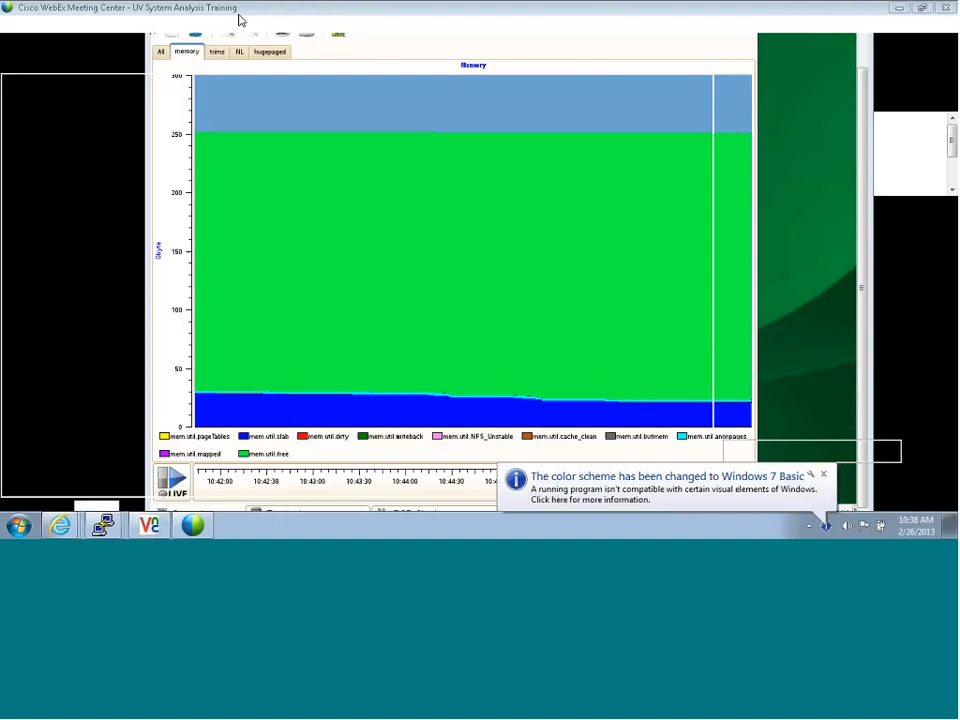 Cisco WebEx Meeting Center - UV System Analysis Training
All memory trims NL hugepaged
Memory
300
250
200
Gbyte
150
100
50
0
mem.util.pageTables mem.util.slab mem.util.dirty mem.util.writeback mem.util.NFS_Unstable mem.util.cache_clean mem.util.bufmem mem.util.anonpages
mem.util.mapped mem.util.free
LIVE
10:42:00 10:42:30 10:43:00 10:43:30 10:44:00 10:44:30
The color scheme has been changed to Windows 7 Basic
A running program isn't compatible with certain visual elements of Windows.
Click here for more information.
10:38 AM
2/26/2013